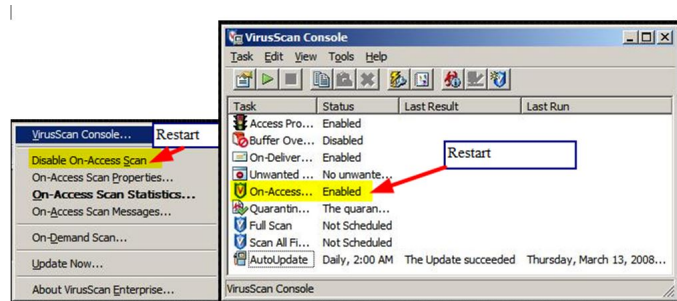 VirusScan Console...
Restart
Disable On-Access Scan
On-Access Scan Properties...
On-Access Scan Statistics...
On-Access Scan Messages...
On-Demand Scan...
Update Now...
About VirusScan Enterprise...
VirusScan Console
Task Edit View Tools Help
Task Status Last Result Last Run
Access Pro... Enabled
Buffer Ove... Disabled
On-Deliver... Enabled
Restart
Unwanted ... No unwante...
On-Access... Enabled
Quarantin... The quaran...
Full Scan Not Scheduled
Scan All Fi... Not Scheduled
AutoUpdate Daily, 2:00 AM The Update succeeded Thursday, March 13, 2008...
VirusScan Console